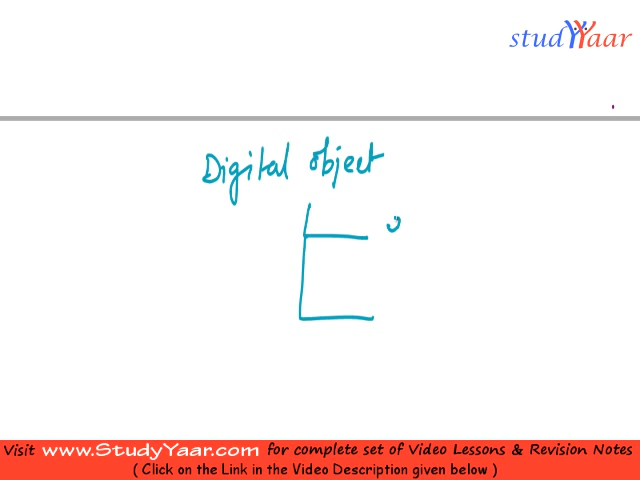 studYYaar
Digital object
Visit www.StudyYaar.com for complete set of Video Lessons & Revision Notes
( Click on the Link in the Video Description given below )